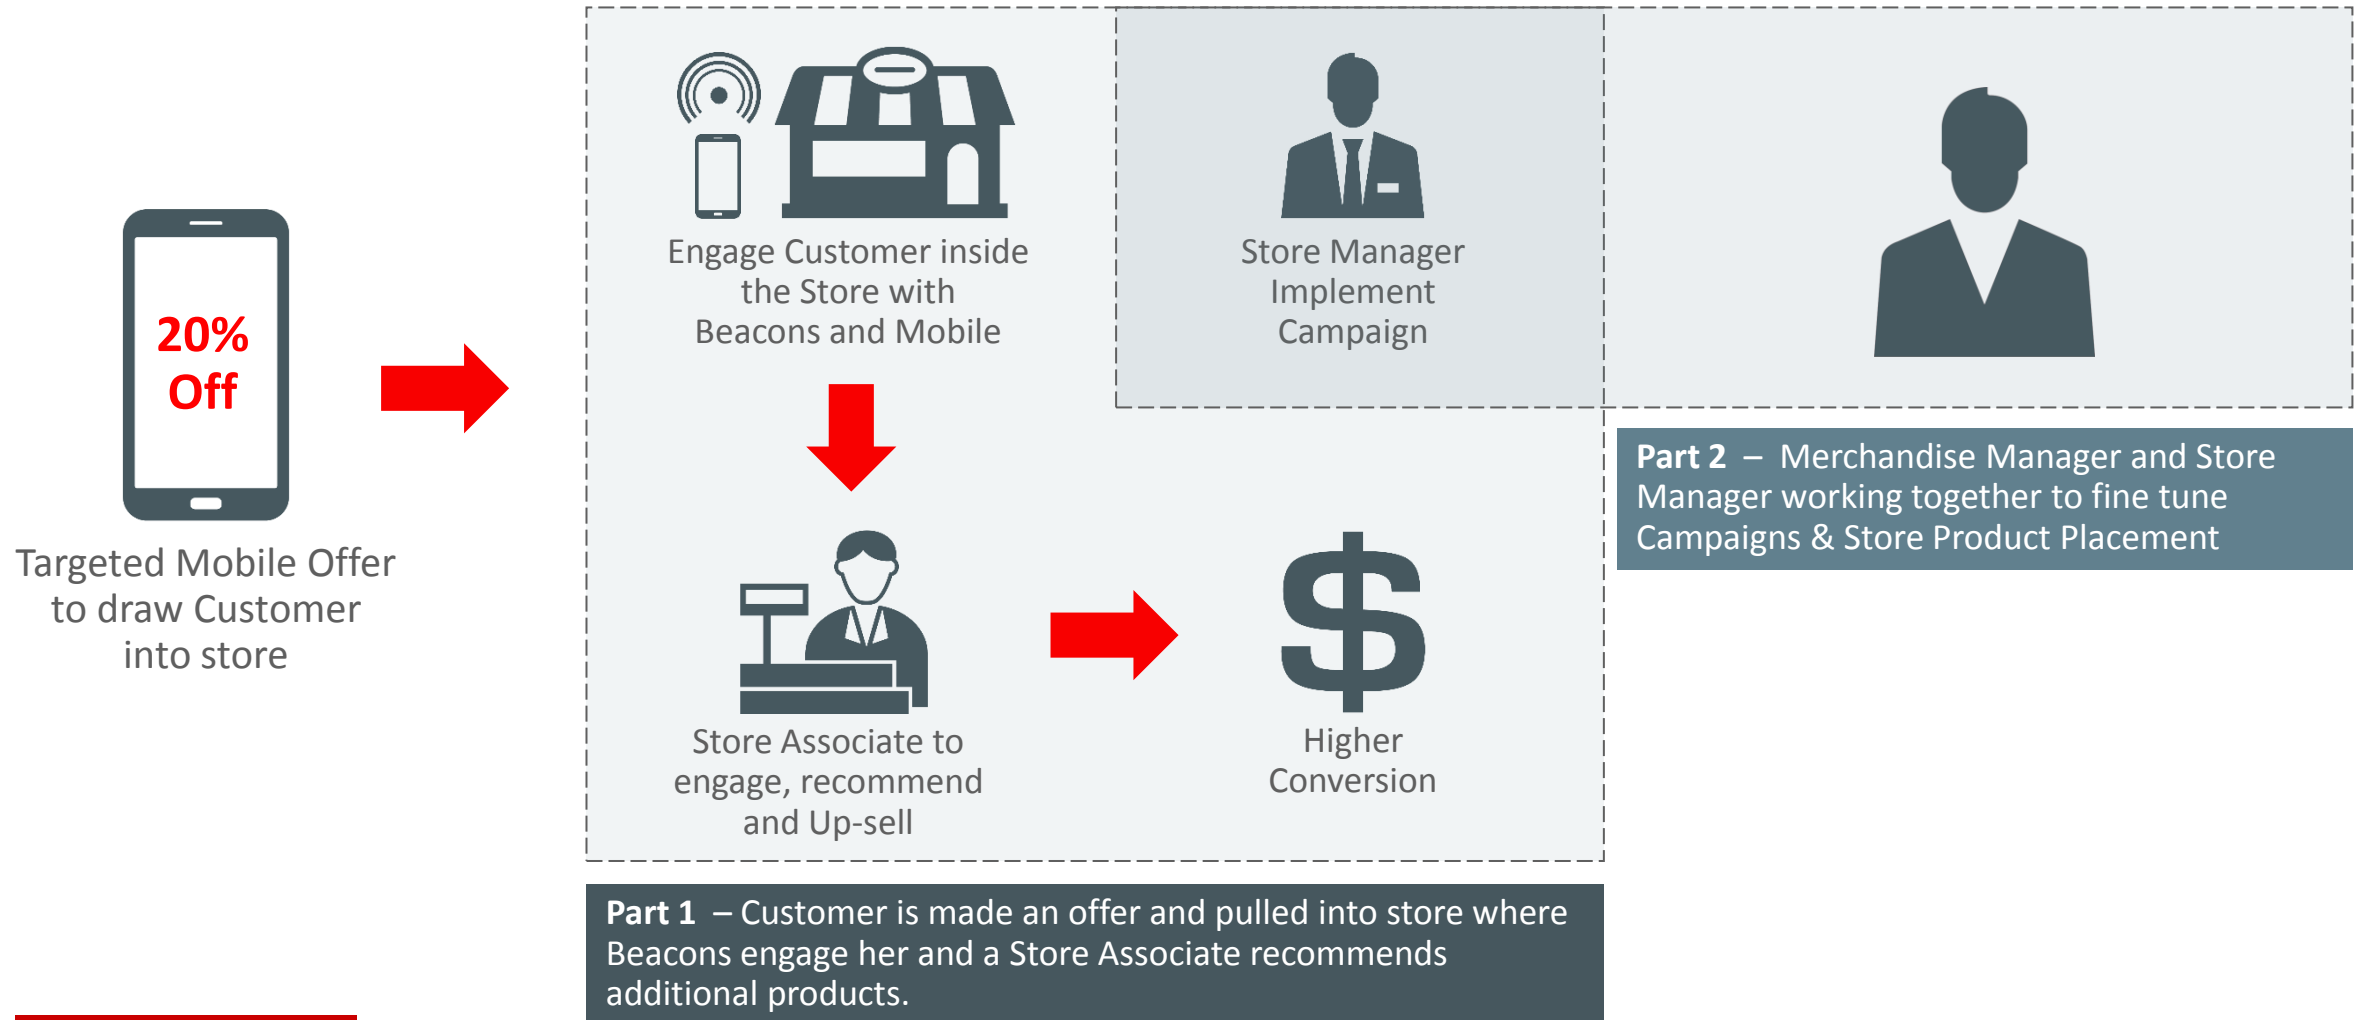 20%
Off
Targeted Mobile Offer
to draw Customer
into store
Engage Customer inside
the Store with
Beacons and Mobile
Store Manager
Implement
Campaign
Store Associate to
engage, recommend
and Up-sell
$
Higher
Conversion
Part 2 – Merchandise Manager and Store
Manager working together to fine tune
Campaigns & Store Product Placement
Part 1 – Customer is made an offer and pulled into store where
Beacons engage her and a Store Associate recommends
additional products.